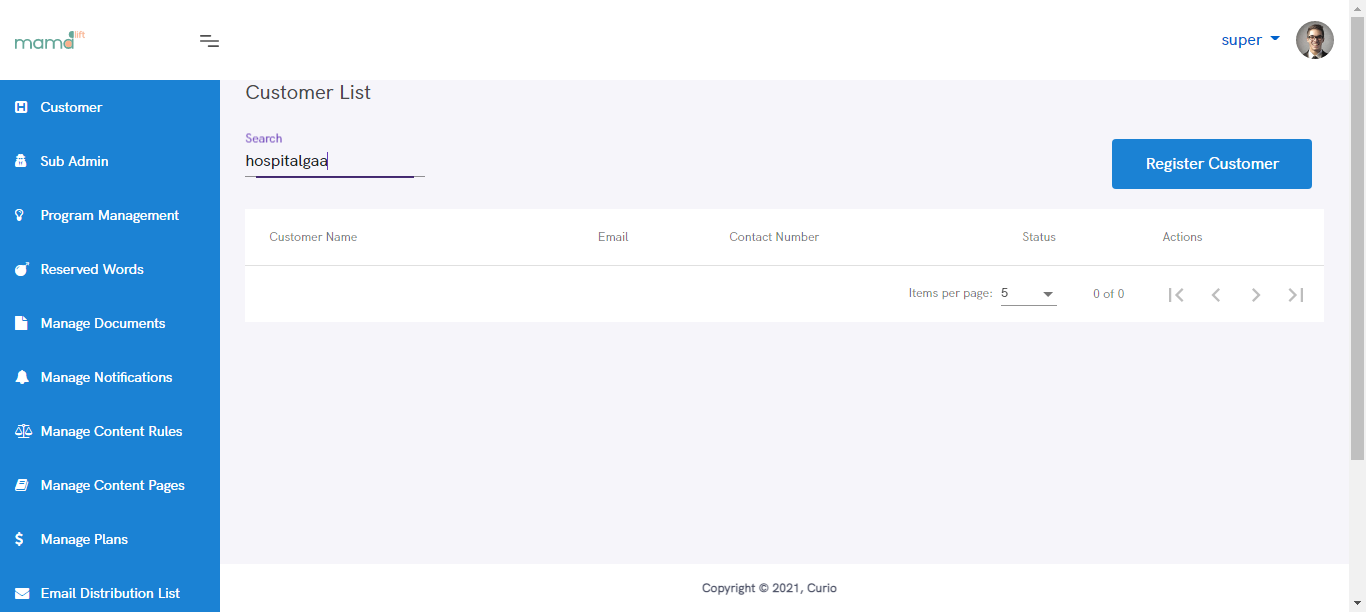 mamalift
super
Customer
Sub Admin
Program Management
Reserved Words
Manage Documents
Manage Notifications
Manage Content Rules
Manage Content Pages
Manage Plans
Email Distribution List
Customer List
Search
hospitalgaa
Register Customer
Customer Name Email Contact Number Status Actions
Items per page: 5 0 of 0
Copyright © 2021, Curio